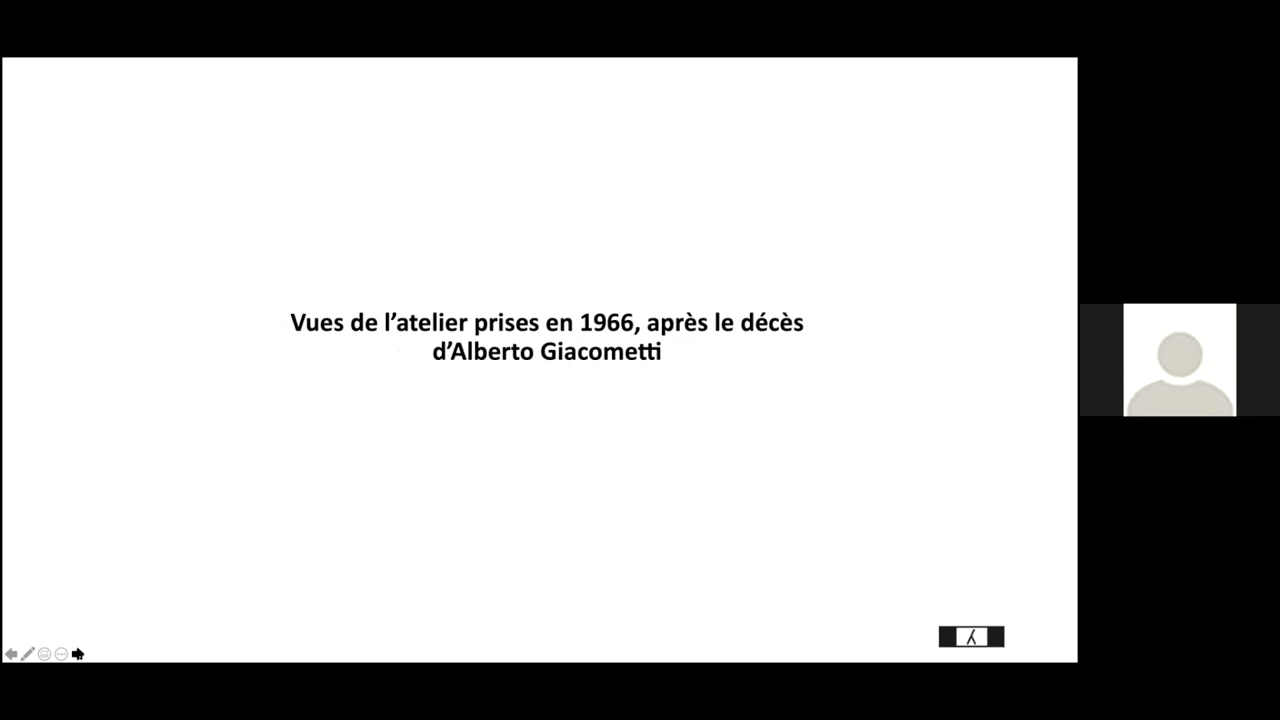 Vues de l’atelier prises en 1966, après le décès
d’Alberto Giacometti